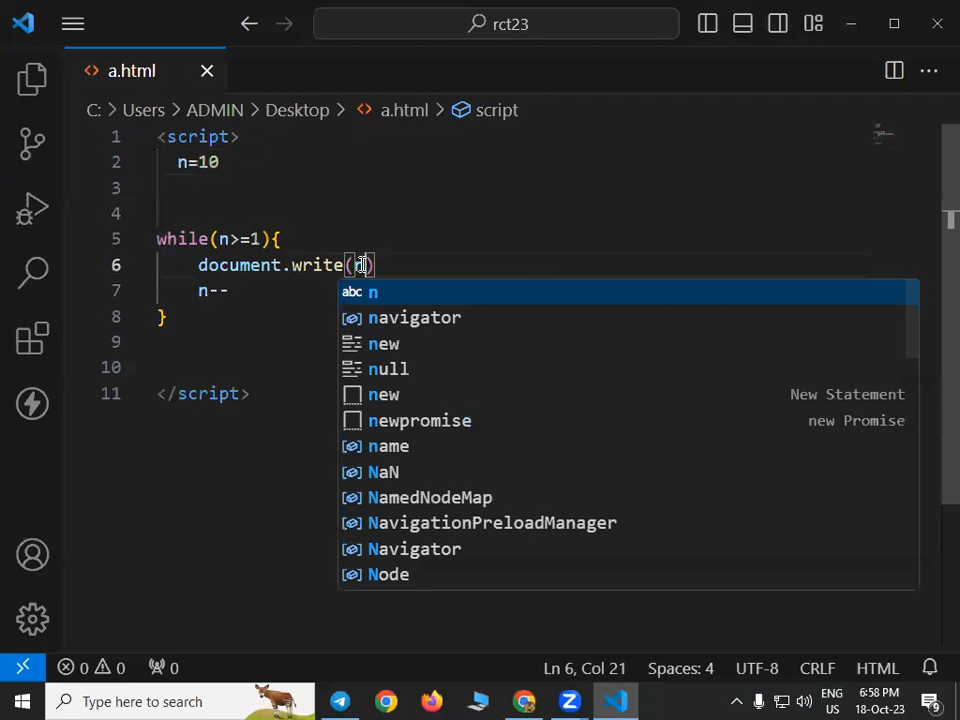 rct23
a.html
C: > Users > ADMIN > Desktop > a.html > script
1 <script>
2 n=10
3
4
5 while(n>=1){
6 document.write(n)
7 n--
8 }
9
10
11 </script>
abc n
navigator
new
null
new New Statement
newpromise new Promise
name
NaN
NamedNodeMap
NavigationPreloadManager
Navigator
Node
0 0 0 Ln 6, Col 21 Spaces: 4 UTF-8 CRLF HTML
Type here to search
ENG
US
6:58 PM
18-Oct-23
9